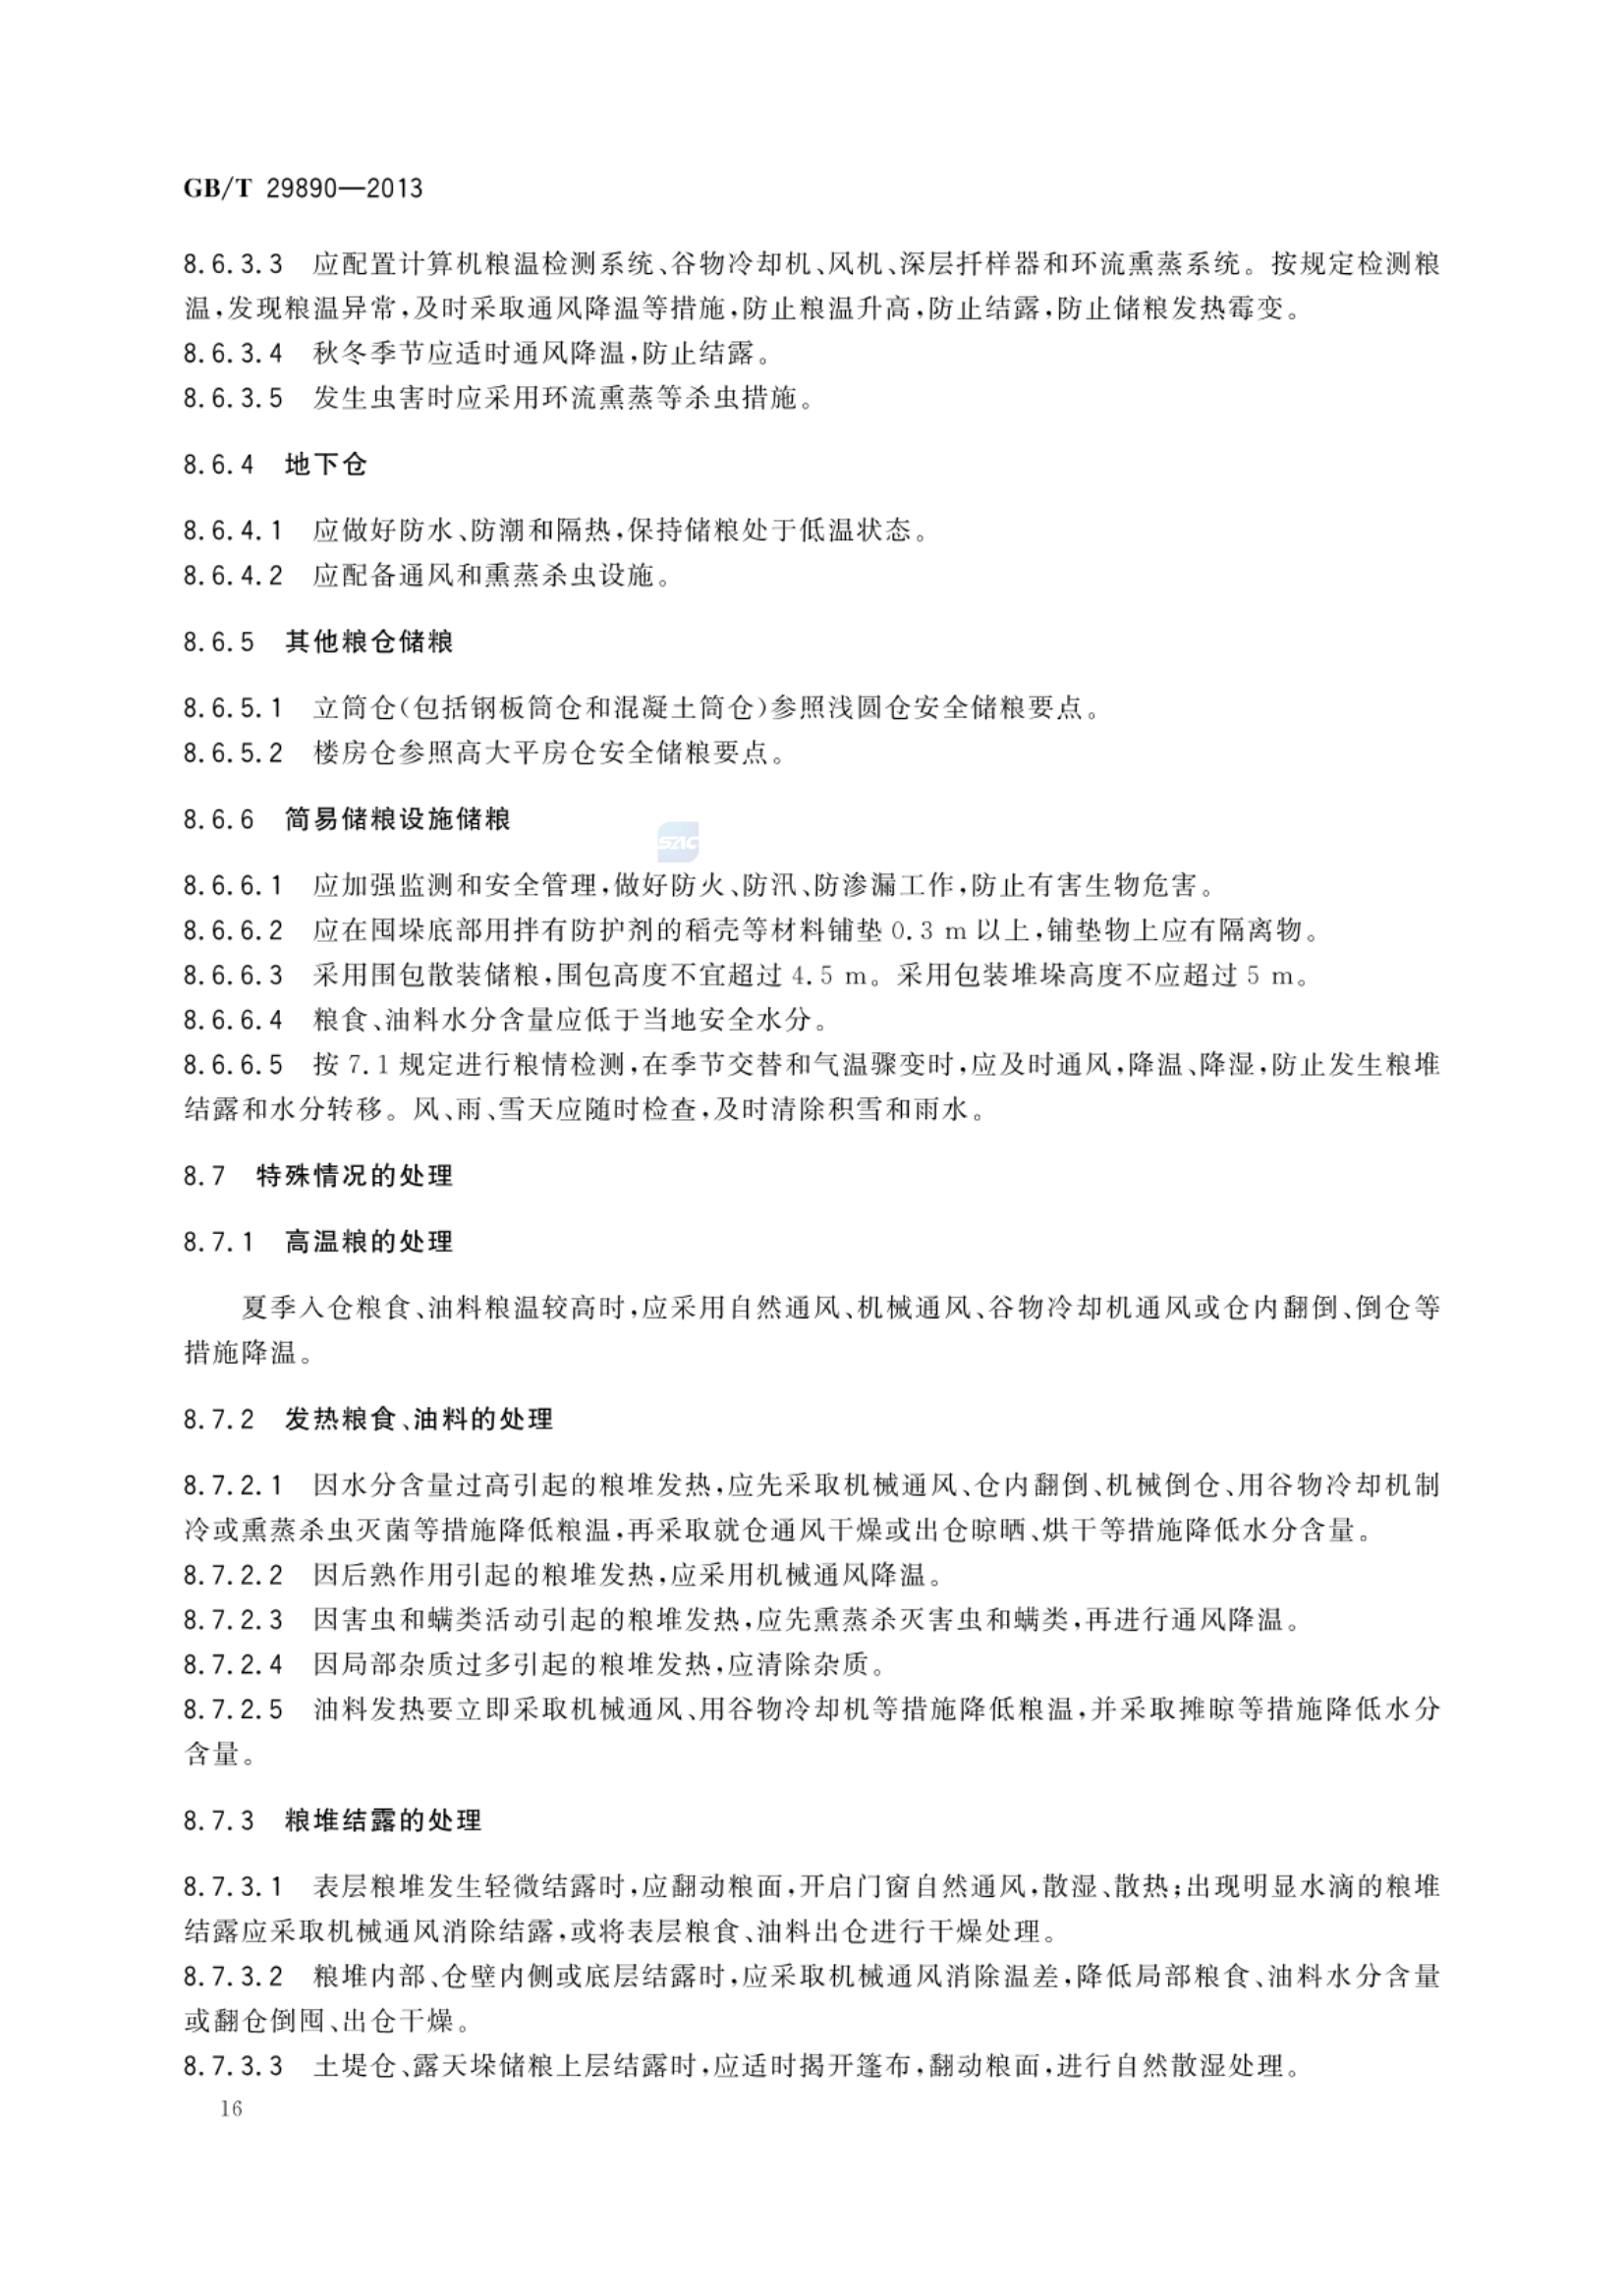 GB/T 29890—2013
8.6.3.3 应配置计算机粮温检测系统、谷物冷却机、风机、深层扦样器和环流熏蒸系统。按规定检测粮
温,发现粮温异常,及时采取通风降温等措施,防止粮温升高,防止结露,防止储粮发热霉变。
8.6.3.4 秋冬季节应适时通风降温,防止结露。
8.6.3.5 发生虫害时应采用环流熏蒸等杀虫措施。
8.6.4 地下仓
8.6.4.1 应做好防水、防潮和隔热,保持储粮处于低温状态。
8.6.4.2 应配备通风和熏蒸杀虫设施。
8.6.5 其他粮仓储粮
8.6.5.1 立筒仓(包括钢板筒仓和混凝土筒仓)参照浅圆仓安全储粮要点。
8.6.5.2 楼房仓参照高大平房仓安全储粮要点。
8.6.6 简易储粮设施储粮
SAC
8.6.6.1 应加强监测和安全管理,做好防火、防汛、防渗漏工作,防止有害生物危害。
8.6.6.2 应在囤垛底部用拌有防护剂的稻壳等材料铺垫 0.3 m 以上,铺垫物上应有隔离物。
8.6.6.3 采用围包散装储粮,围包高度不宜超过 4.5 m。采用包装堆垛高度不应超过 5 m。
8.6.6.4 粮食、油料水分含量应低于当地安全水分。
8.6.6.5 按 7.1 规定进行粮情检测,在季节交替和气温骤变时,应及时通风,降温、降湿,防止发生粮堆
结露和水分转移。风、雨、雪天应随时检查,及时清除积雪和雨水。
8.7 特殊情况的处理
8.7.1 高温粮的处理
夏季入仓粮食、油料粮温较高时,应采用自然通风、机械通风、谷物冷却机通风或仓内翻倒、倒仓等
措施降温。
8.7.2 发热粮食、油料的处理
8.7.2.1 因水分含量过高引起的粮堆发热,应先采取机械通风、仓内翻倒、机械倒仓、用谷物冷却机制
冷或熏蒸杀虫灭菌等措施降低粮温,再采取就仓通风干燥或出仓晾晒、烘干等措施降低水分含量。
8.7.2.2 因后熟作用引起的粮堆发热,应采用机械通风降温。
8.7.2.3 因害虫和螨类活动引起的粮堆发热,应先熏蒸杀灭害虫和螨类,再进行通风降温。
8.7.2.4 因局部杂质过多引起的粮堆发热,应清除杂质。
8.7.2.5 油料发热要立即采取机械通风、用谷物冷却机等措施降低粮温,并采取摊晾等措施降低水分
含量。
8.7.3 粮堆结露的处理
8.7.3.1 表层粮堆发生轻微结露时,应翻动粮面,开启门窗自然通风,散湿、散热;出现明显水滴的粮堆
结露应采取机械通风消除结露,或将表层粮食、油料出仓进行干燥处理。
8.7.3.2 粮堆内部、仓壁内侧或底层结露时,应采取机械通风消除温差,降低局部粮食、油料水分含量
或翻仓倒囤、出仓干燥。
8.7.3.3 土堤仓、露天垛储粮上层结露时,应适时揭开篷布,翻动粮面,进行自然散湿处理。
16